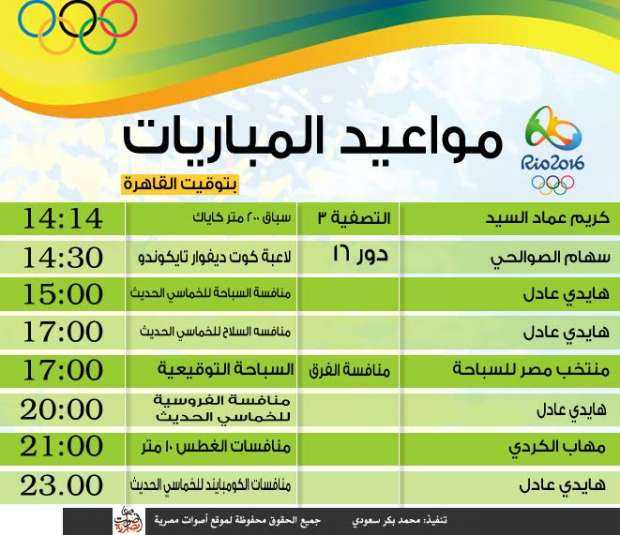 مواعيد المباريات
بتوقيت القاهرة
Rio2016
كريم عماد السيد التصفية ٣ سباق ٢٠٠ متر كاياك 14:14
سهام الصوالحي دور ١٦ لاعبة كوت ديفوار تايكوندو 14:30
هايدي عادل منافسة السباحة للخماسي الحديث 15:00
هايدي عادل منافسه السلاح للخماسي الحديث 17:00
منتخب مصر للسباحة منافسة الفرق السباحة التوقيعية 17:00
هايدي عادل منافسة الفروسية للخماسي الحديث 20:00
مهاب الكردي منافسات الغطس ١٠ متر 21:00
هايدي عادل منافسات الكومبايند للخماسي الحديث 23.00
تنفيذ: محمد بكر سعودي جميع الحقوق محفوظة لموقع أصوات مصرية
أصوات مصرية